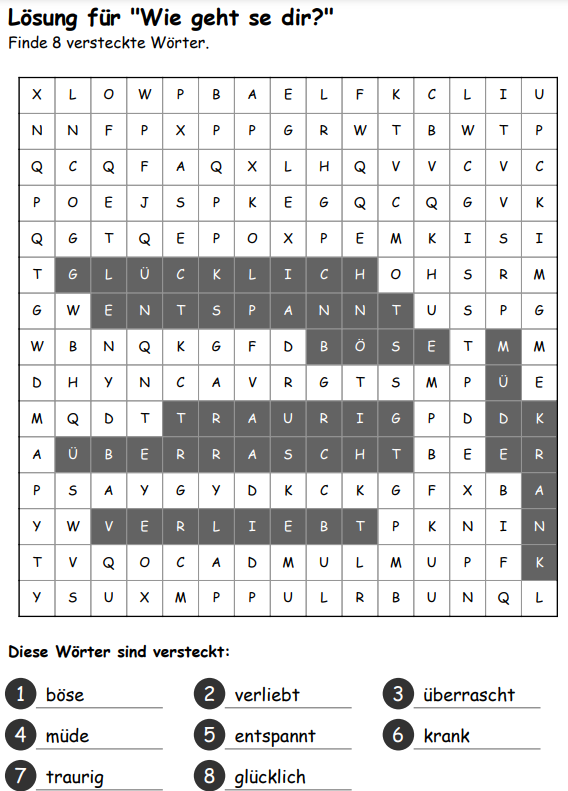 Lösung für "Wie geht se dir?"
Finde 8 versteckte Wörter.
X L O W P B A E L F K C L I U
N N F P X P P G R W T B W T P
Q C Q F A Q X L H Q V V C V C
P O E J S P K E G Q C Q G V K
Q G T Q E P O X P E M K I S I
T G L Ü C K L I C H O H S R M
G W E N T S P A N N T U S P G
W B N Q K G F D B Ö S E T M M
D H Y N C A V R G T S M P Ü E
M Q D T T R A U R I G P D D K
A Ü B E R R A S C H T B E E R
P S A Y G Y D K C K G F X B A
Y W V E R L I E B T P K N I N
T V Q O C A D M U L M U P F K
Y S U X M P P U L R B U N Q L
Diese Wörter sind versteckt:
1 böse 2 verliebt 3 überrascht
4 müde 5 entspannt 6 krank
7 traurig 8 glücklich